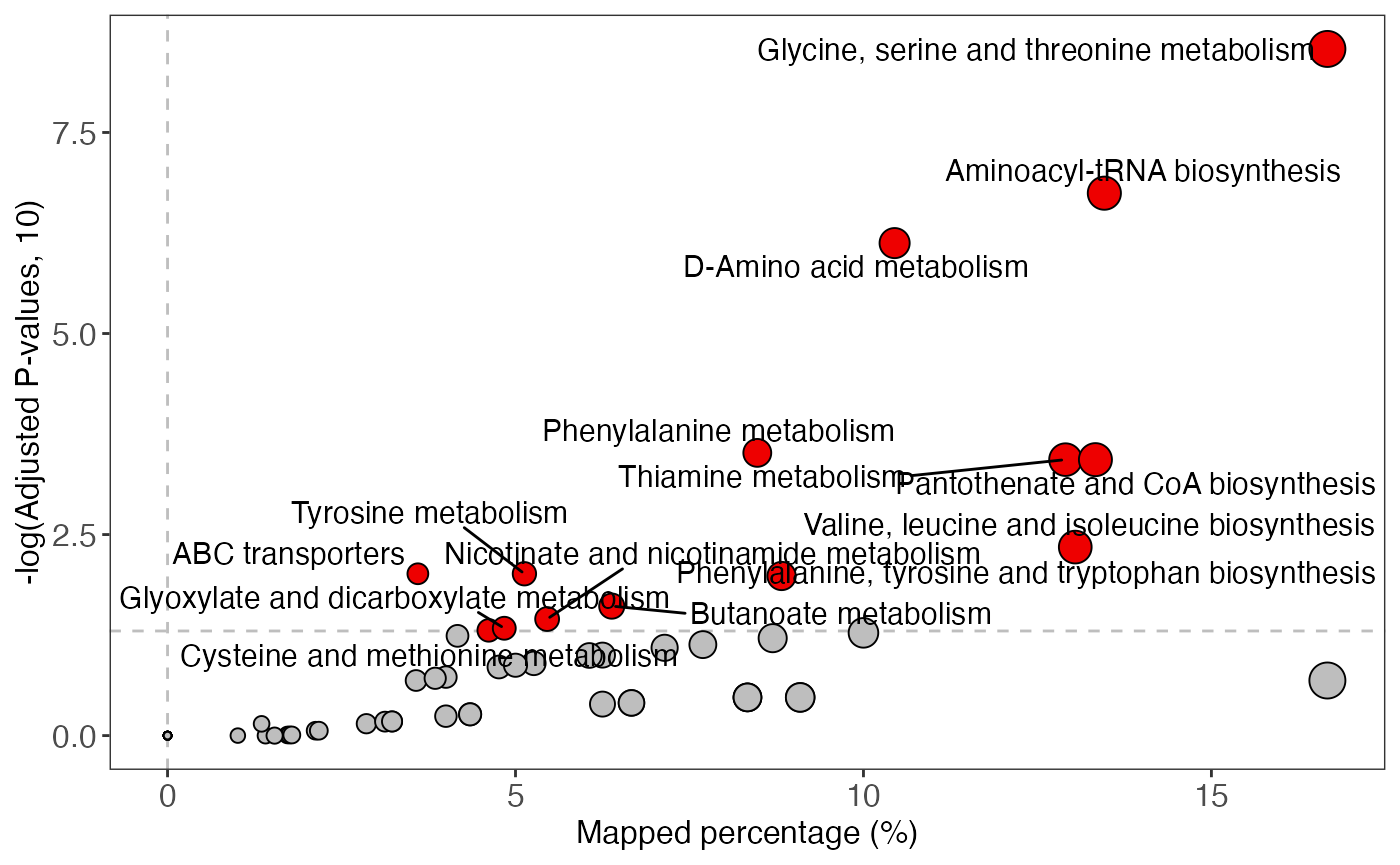 Glycine, serine and threonine metabolism
7.5
Aminoacyl-tRNA biosynthesis
D-Amino acid metabolism
5.0
-log(Adjusted P-values, 10)
Phenylalanine metabolism
Thiamine metabolism
Pantothenate and CoA biosynthesis
Tyrosine metabolism
Valine, leucine and isoleucine biosynthesis
2.5
ABC transporters
Nicotinate and nicotinamide metabolism
Phenylalanine, tyrosine and tryptophan biosynthesis
Glyoxylate and dicarboxylate metabolism
Butanoate metabolism
Cysteine and methionine metabolism
0.0
0
5
10
15
Mapped percentage (%)